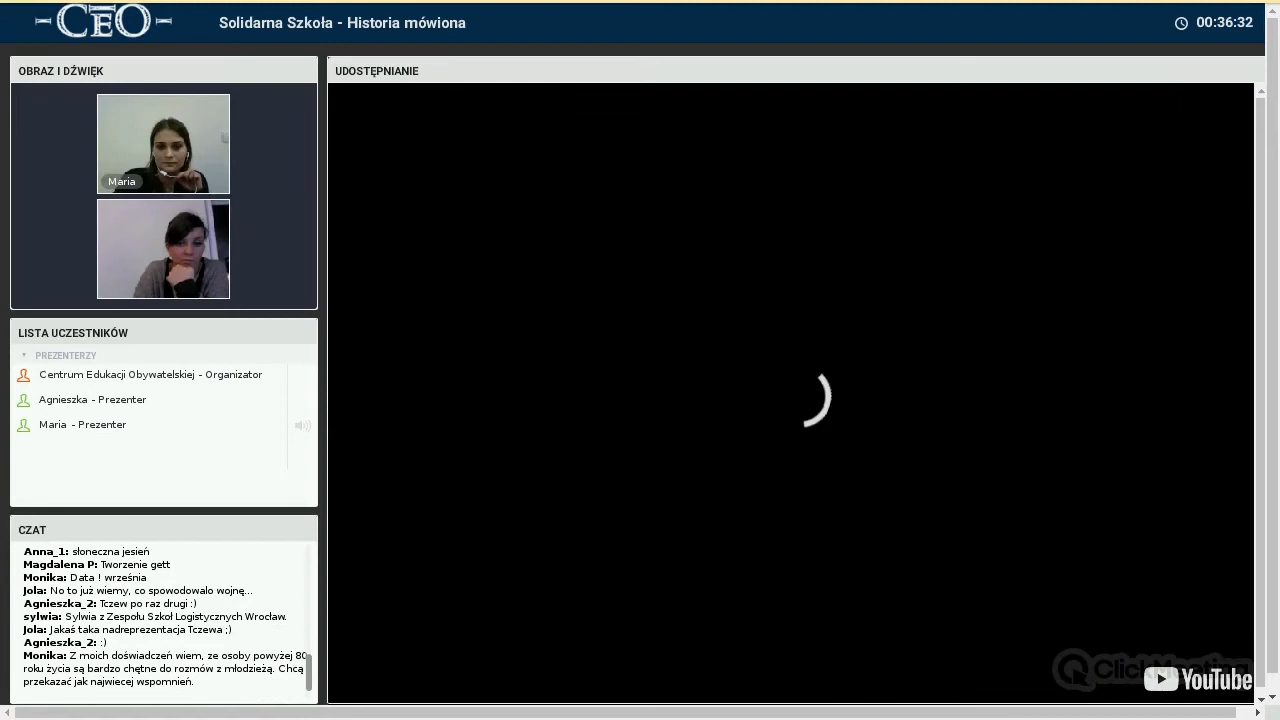 CEO
Solidarna Szkoła - Historia mówiona
00:36:32
OBRAZ I DŹWIĘK
Maria
LISTA UCZESTNIKÓW
PREZENTERZY
Centrum Edukacji Obywatelskiej - Organizator
Agnieszka - Prezenter
Maria - Prezenter
CZAT
Anna_1: słoneczna jesień
Magdalena P: Tworzenie gett
Monika: Data ! września
Jola: No to już wiemy, co spowodowalo wojnę...
Agnieszka_2: Tczew po raz drugi :)
sylwia: Sylwia z Zespołu Szkoł Logistycznych Wrocław.
Jola: Jakaś taka nadreprezentacja Tczewa ;)
Agnieszka_2: :)
Monika: Z moich doświadczeń wiem, ze osoby powyżej 80
roku życia są bardzo chętne do rozmów z młodzieżą. Chcą
przekazać jak najwiecej wspomnień.
UDOSTĘPNIANIE
ClickMeeting
YouTube